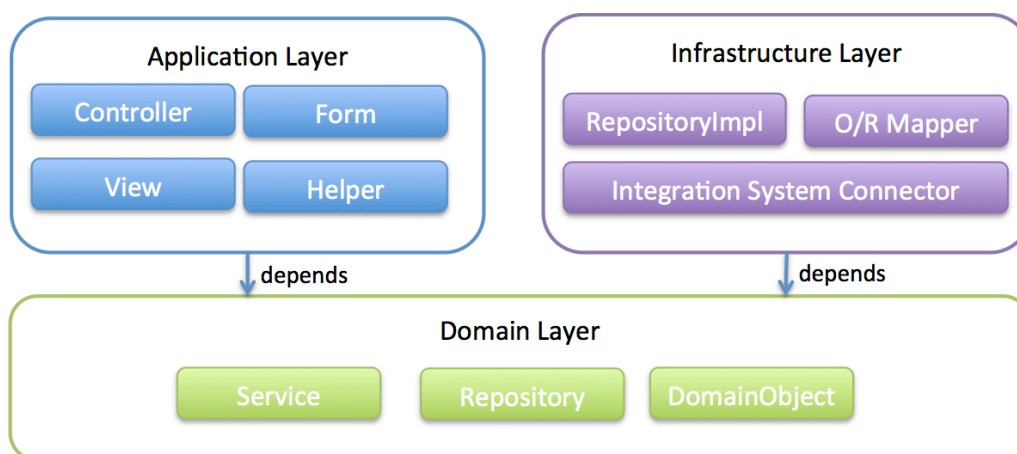 Application Layer
Controller
Form
View
Helper
Infrastructure Layer
RepositoryImpl
O/R Mapper
Integration System Connector
depends
depends
Domain Layer
Service
Repository
DomainObject